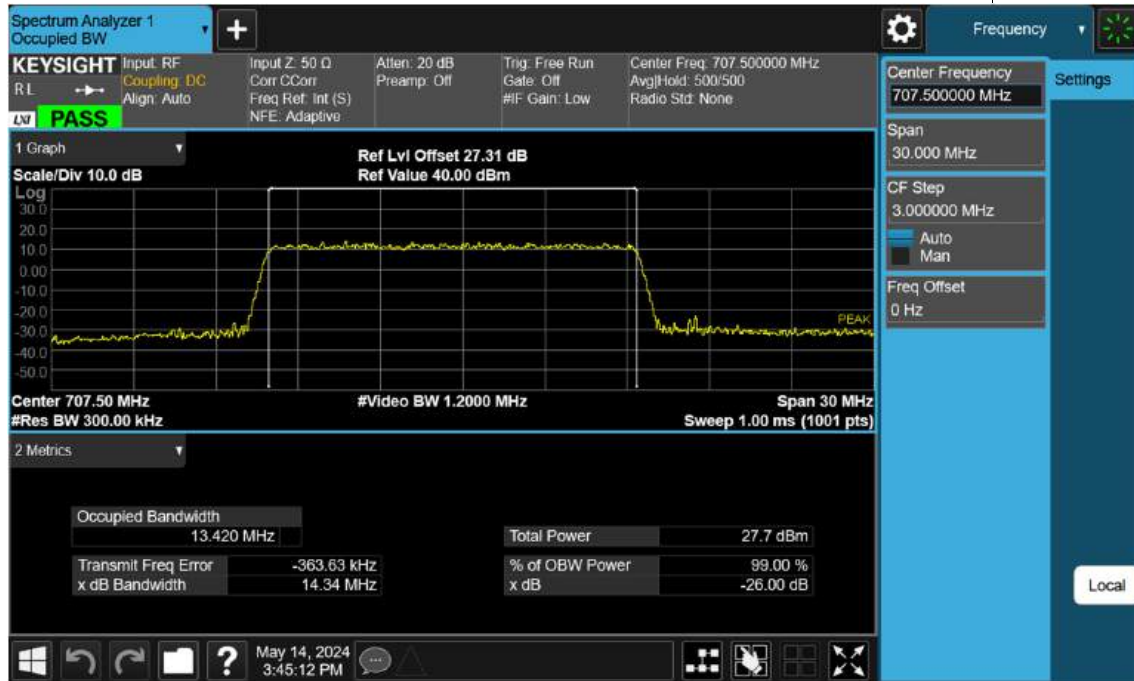 Spectrum Analyzer 1
Occupied BW
+
Frequency
KEYSIGHT
R L
LXI PASS
Input: RF
Coupling: DC
Align: Auto
Input Z: 50 Ω
Corr CCorr
Freq Ref: Int (S)
NFE: Adaptive
Atten: 20 dB
Preamp: Off
Trig: Free Run
Gate: Off
#IF Gain: Low
Center Freq: 707.500000 MHz
Avg|Hold: 500/500
Radio Std: None
1 Graph
Scale/Div 10.0 dB
Ref Lvl Offset 27.31 dB
Ref Value 40.00 dBm
Log
30.0
20.0
10.0
0.00
-10.0
-20.0
-30.0
-40.0
-50.0
PEAK
Center 707.50 MHz
#Video BW 1.2000 MHz
Span 30 MHz
#Res BW 300.00 kHz
Sweep 1.00 ms (1001 pts)
2 Metrics
Occupied Bandwidth
13.420 MHz
Transmit Freq Error -363.63 kHz
x dB Bandwidth 14.34 MHz
Total Power 27.7 dBm
% of OBW Power 99.00 %
x dB -26.00 dB
Center Frequency
707.500000 MHz
Span
30.000 MHz
CF Step
3.000000 MHz
Auto
Man
Freq Offset
0 Hz
Settings
Local
?
May 14, 2024
3:45:12 PM